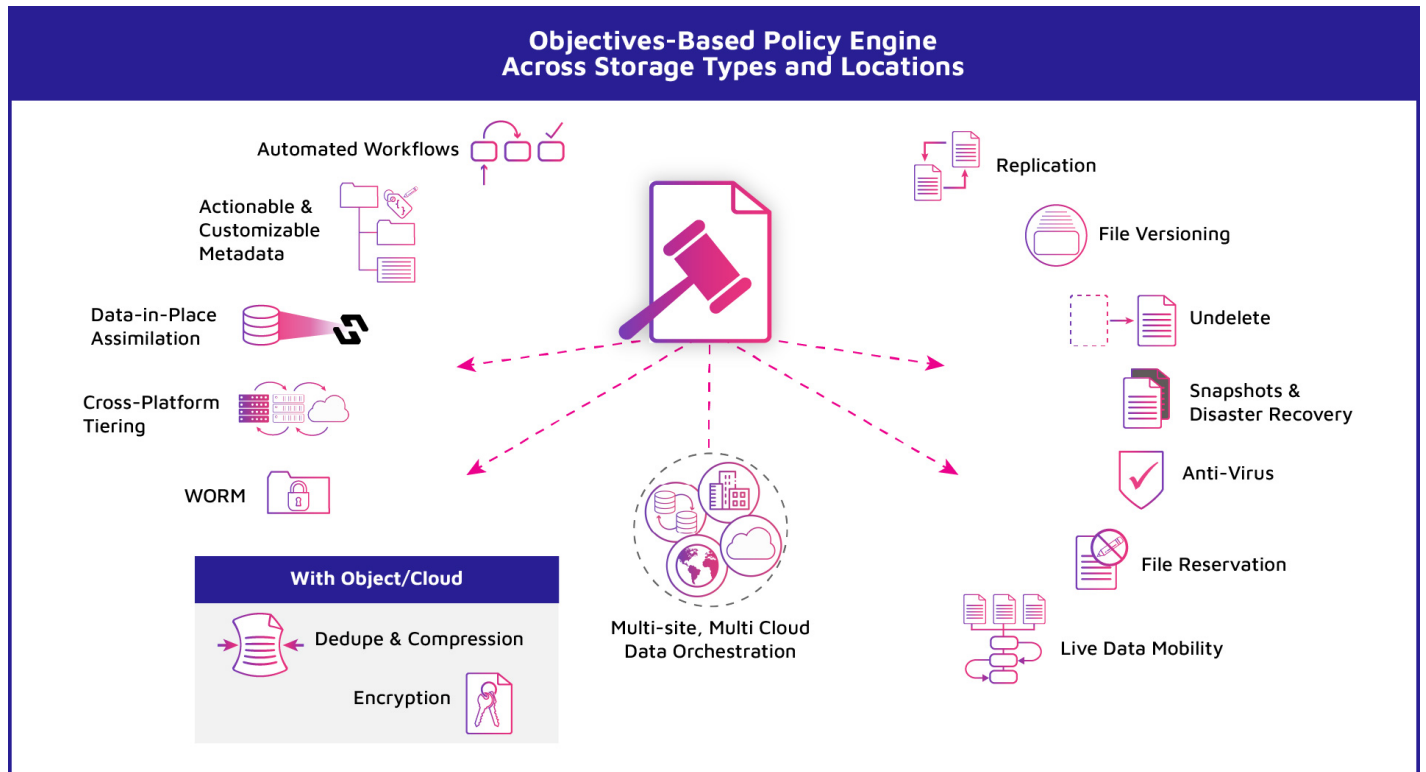 Objectives-Based Policy Engine
Across Storage Types and Locations
Automated Workflows
Actionable &
Customizable
Metadata
Data-in-Place
Assimilation
Cross-Platform
Tiering
WORM
With Object/Cloud
Dedupe & Compression
Encryption
Multi-site, Multi Cloud
Data Orchestration
Replication
File Versioning
Undelete
Snapshots &
Disaster Recovery
Anti-Virus
File Reservation
Live Data Mobility